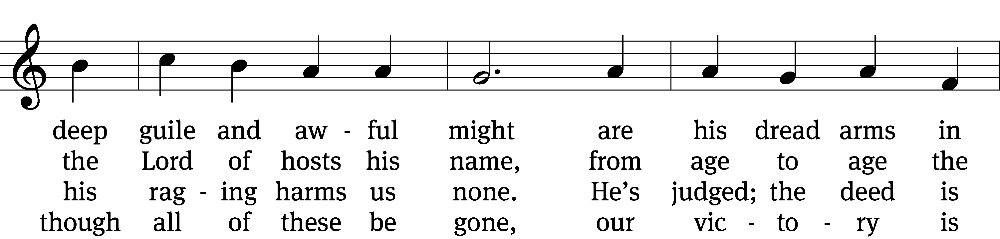 deep guile and aw - ful might are his dread arms in
the Lord of hosts his name, from age to age the
his rag - ing harms us none. He’s judged; the deed is
though all of these be gone, our vic - to - ry is